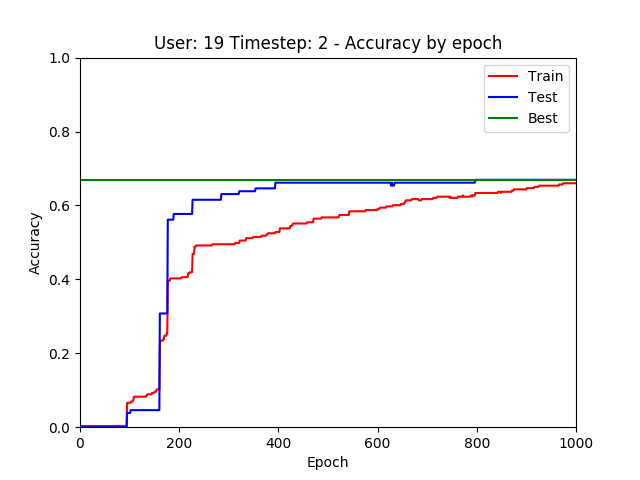 User: 19 Timestep: 2 - Accuracy by epoch
1.0
0.8
0.6
0.4
0.2
0.0
Accuracy
Train
Test
Best
0 200 400 600 800 1000
Epoch